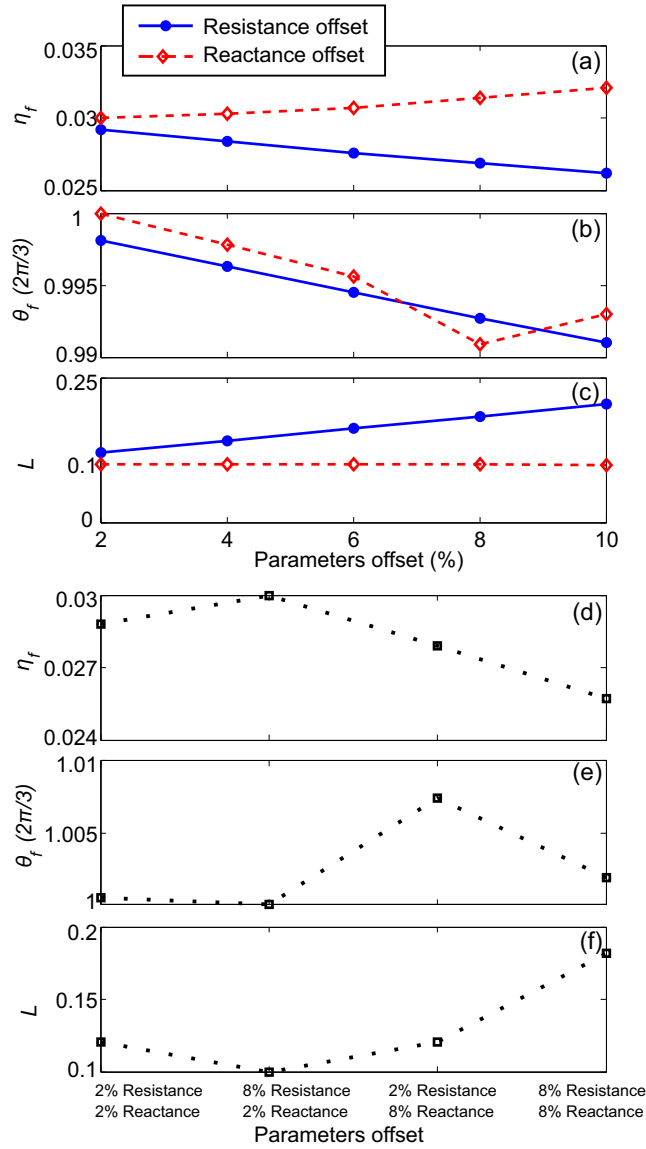 Resistance offset
Reactance offset
(a)
0.035
0.03
0.025
η_f
(b)
1
0.995
0.99
θ_f (2π/3)
(c)
0.25
0.1
0
L
2 4 6 8 10
Parameters offset (%)
(d)
0.03
0.027
0.024
η_f
(e)
1.01
1.005
1
θ_f (2π/3)
(f)
0.2
0.15
0.1
L
2% Resistance 8% Resistance 2% Resistance 8% Resistance
2% Reactance 2% Reactance 8% Reactance 8% Reactance
Parameters offset